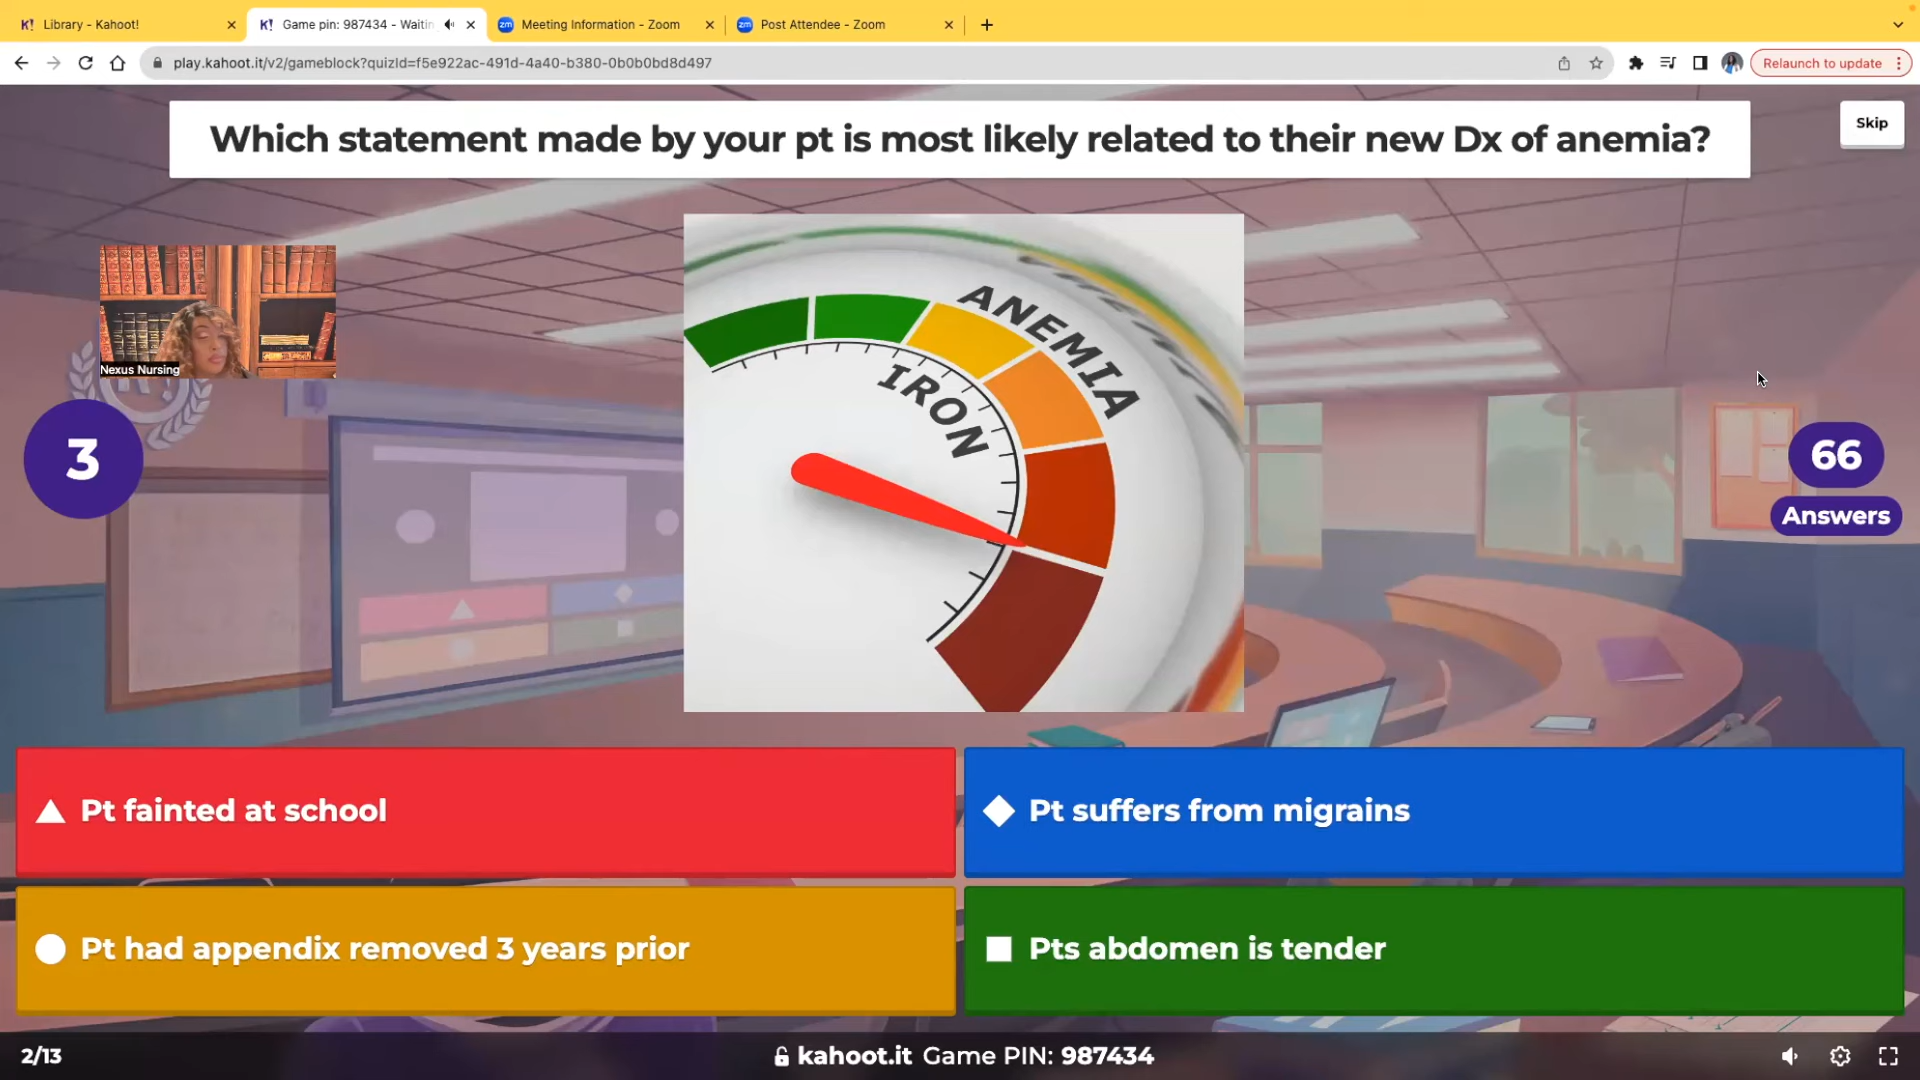 Library - Kahoot!
Game pin: 987434 - Waitin
Meeting Information - Zoom
Post Attendee - Zoom
play.kahoot.it/v2/gameblock?quizId=f5e922ac-491d-4a40-b380-0b0b0bd8d497
Relaunch to update
Which statement made by your pt is most likely related to their new Dx of anemia?
Skip
Nexus Nursing
ANEMIA
IRON
3
66
Answers
Pt fainted at school
Pt suffers from migrains
Pt had appendix removed 3 years prior
Pts abdomen is tender
2/13
kahoot.it Game PIN: 987434